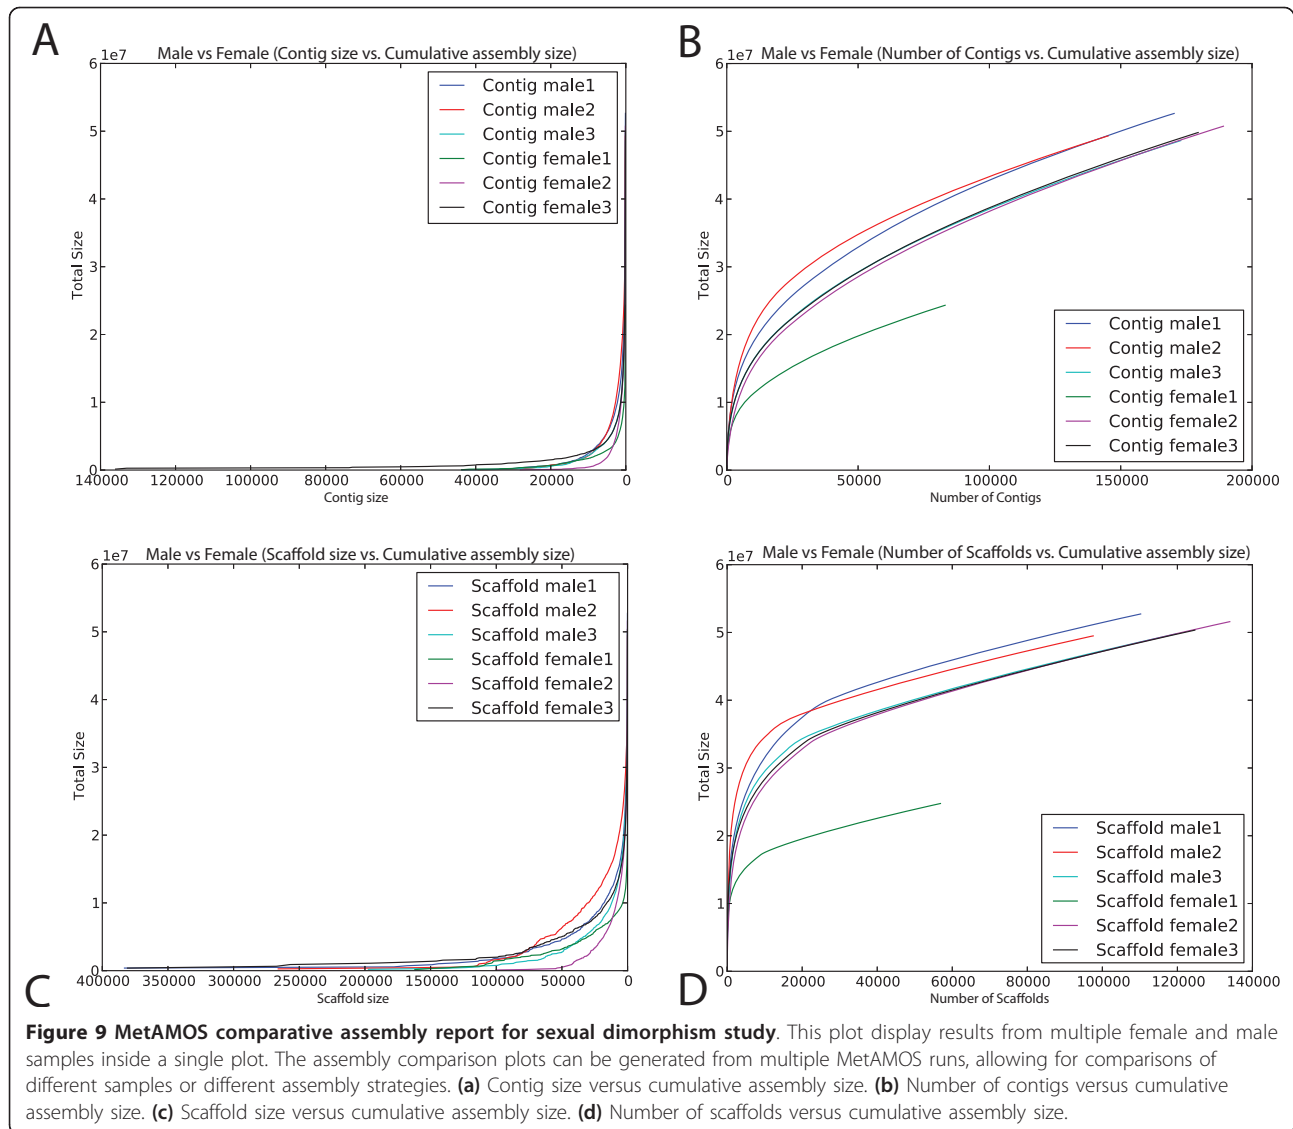 A
Male vs Female (Contig size vs. Cumulative assembly size)
1e7
6
5
4
3
2
1
0
Total Size
Contig male1
Contig male2
Contig male3
Contig female1
Contig female2
Contig female3
140000 120000 100000 80000 60000 40000 20000 0
Contig size
B
Male vs Female (Number of Contigs vs. Cumulative assembly size)
1e7
6
5
4
3
2
1
0
Total Size
Contig male1
Contig male2
Contig male3
Contig female1
Contig female2
Contig female3
0 50000 100000 150000 200000
Number of Contigs
Male vs Female (Scaffold size vs. Cumulative assembly size)
1e7
6
5
4
3
2
1
0
Total Size
Scaffold male1
Scaffold male2
Scaffold male3
Scaffold female1
Scaffold female2
Scaffold female3
400000 350000 300000 250000 200000 150000 100000 50000 0
Scaffold size
C
Male vs Female (Number of Scaffolds vs. Cumulative assembly size)
1e7
6
5
4
3
2
1
0
Total Size
Scaffold male1
Scaffold male2
Scaffold male3
Scaffold female1
Scaffold female2
Scaffold female3
0 20000 40000 60000 80000 100000 120000 140000
Number of Scaffolds
D
Figure 9 MetAMOS comparative assembly report for sexual dimorphism study. This plot display results from multiple female and male
samples inside a single plot. The assembly comparison plots can be generated from multiple MetAMOS runs, allowing for comparisons of
different samples or different assembly strategies. (a) Contig size versus cumulative assembly size. (b) Number of contigs versus cumulative
assembly size. (c) Scaffold size versus cumulative assembly size. (d) Number of scaffolds versus cumulative assembly size.